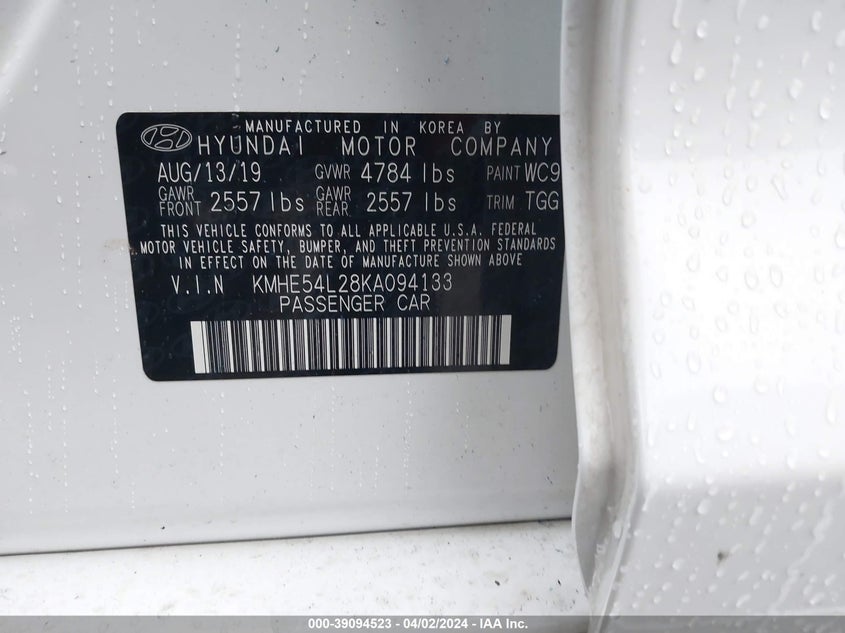 MANUFACTURED IN KOREA BY
HYUNDAI MOTOR COMPANY
AUG/13/19 GVWR 4784 lbs PAINT WC9
GAWR FRONT 2557 lbs GAWR REAR 2557 lbs TRIM TGG
THIS VEHICLE CONFORMS TO ALL APPLICABLE U.S.A. FEDERAL
MOTOR VEHICLE SAFETY, BUMPER, AND THEFT PREVENTION STANDARDS
IN EFFECT ON THE DATE OF MANUFACTURE SHOWN ABOVE
V.I.N KMHE54L28KA094133
PASSENGER CAR
000-39094523 - 04/02/2024 - IAA Inc.